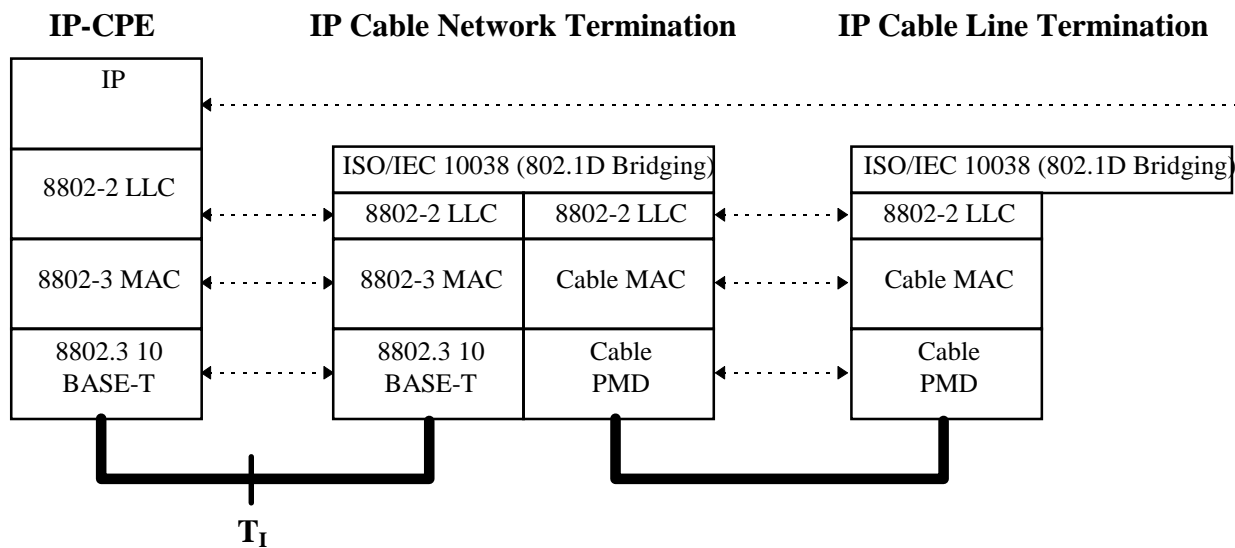 IP-CPE
IP Cable Network Termination
IP Cable Line Termination
IP
8802-2 LLC
8802-3 MAC
8802.3 10
BASE-T
ISO/IEC 10038 (802.1D Bridging)
8802-2 LLC
8802-2 LLC
8802-3 MAC
Cable MAC
8802.3 10
BASE-T
Cable
PMD
ISO/IEC 10038 (802.1D Bridging)
8802-2 LLC
Cable MAC
Cable
PMD
TI